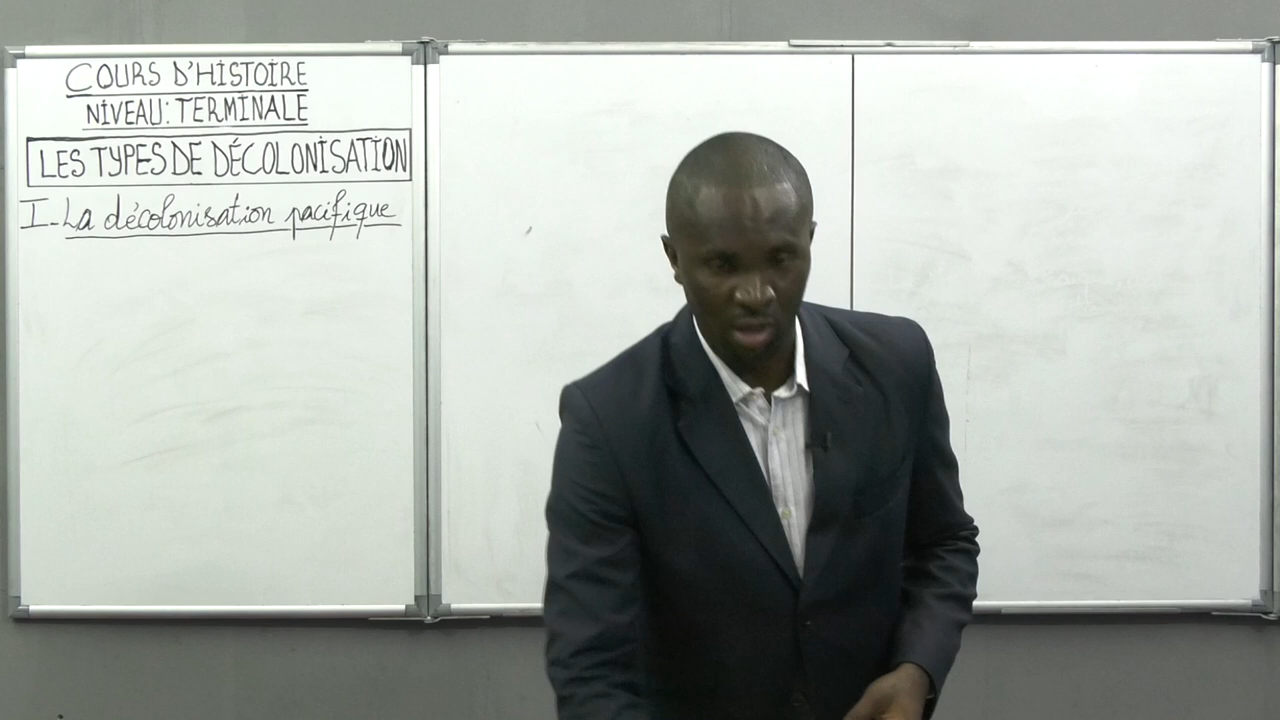 COURS D'HISTOIRE
NIVEAU: TERMINALE
LES TYPES DE DÉCOLONISATION
I-La décolonisation pacifique